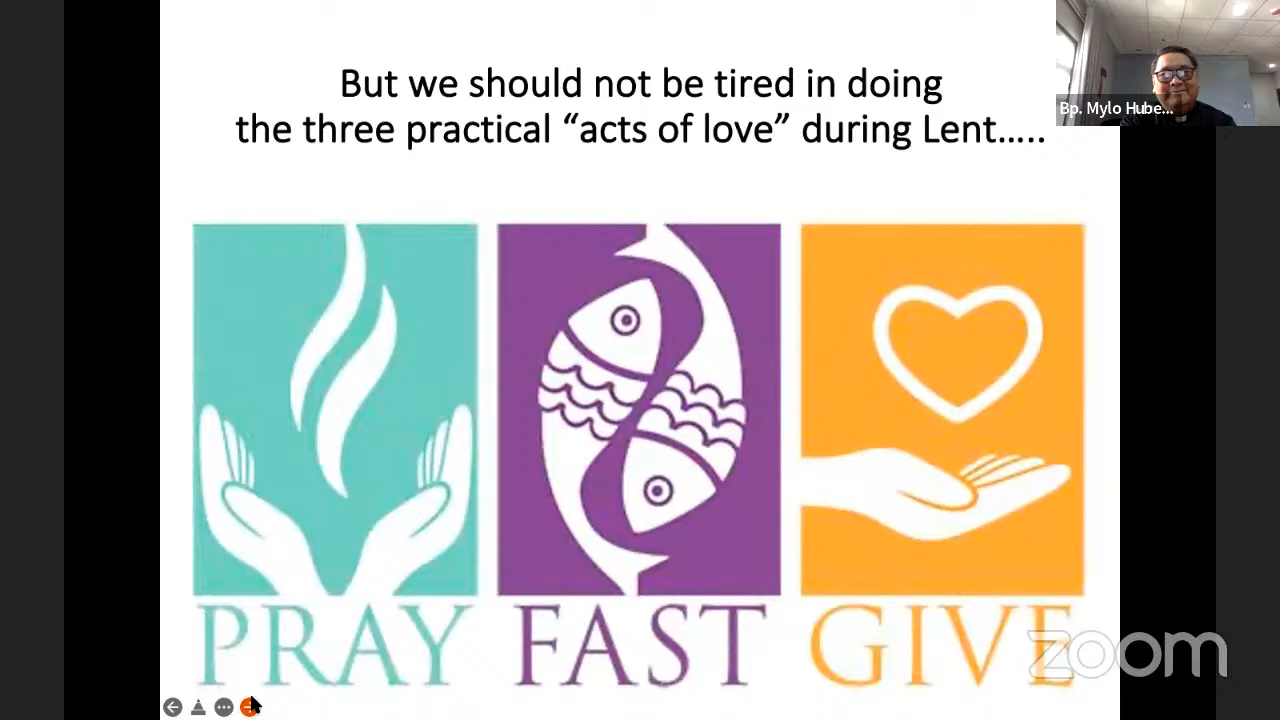 But we should not be tired in doing
the three practical “acts of love” during Lent…..
Bp. Mylo Hube...
PRAY FAST GIVE
zoom